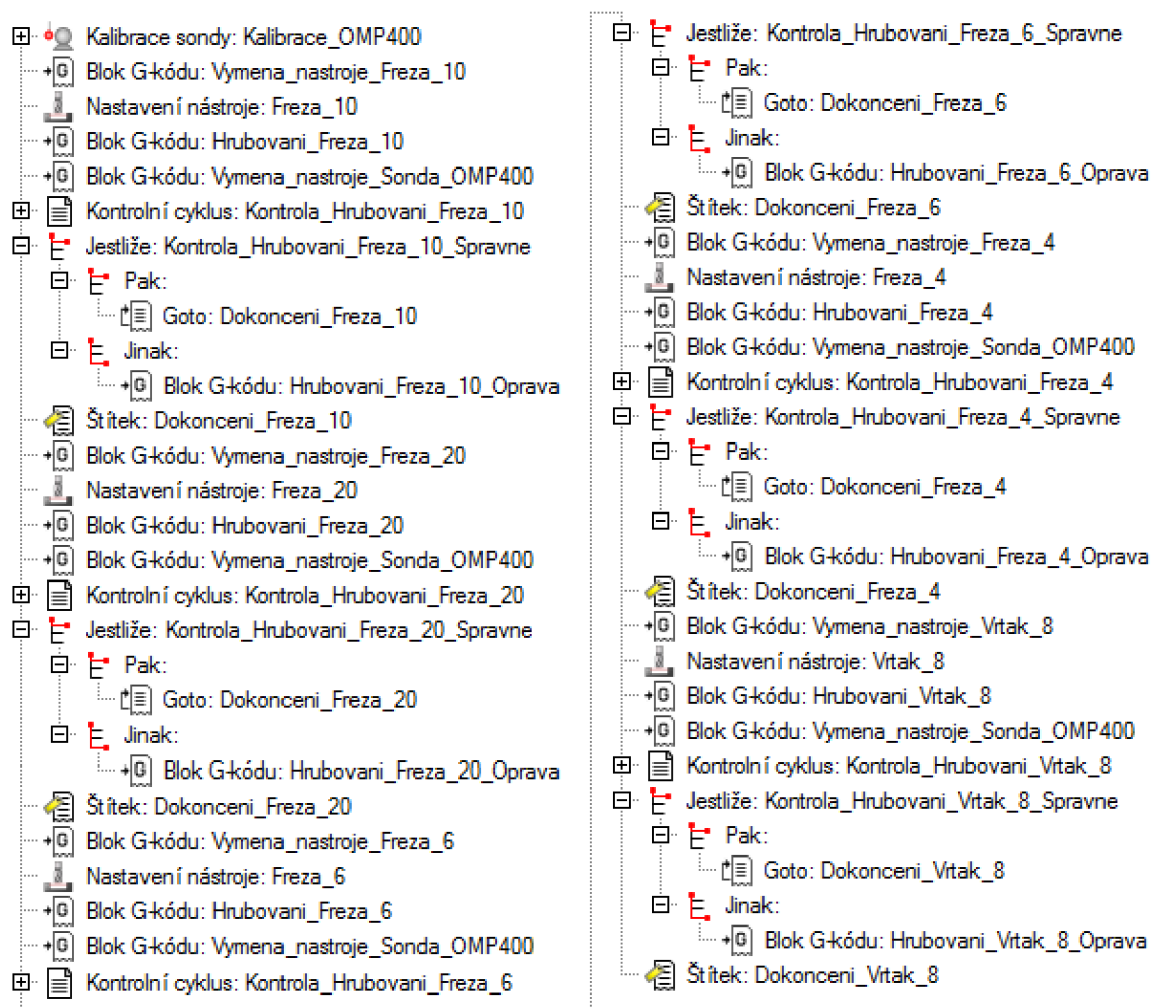 Kalibrace sondy: Kalibrace_OMP400
Blok G-kódu: Vymena_nastroje_Freza_10
Nastavení nástroje: Freza_10
Blok G-kódu: Hrubovani_Freza_10
Blok G-kódu: Vymena_nastroje_Sonda_OMP400
Kontrolní cyklus: Kontrola_Hrubovani_Freza_10
Jestliže: Kontrola_Hrubovani_Freza_10_Spravne
Pak:
Goto: Dokonceni_Freza_10
Jinak:
Blok G-kódu: Hrubovani_Freza_10_Oprava
Štítek: Dokonceni_Freza_10
Blok G-kódu: Vymena_nastroje_Freza_20
Nastavení nástroje: Freza_20
Blok G-kódu: Hrubovani_Freza_20
Blok G-kódu: Vymena_nastroje_Sonda_OMP400
Kontrolní cyklus: Kontrola_Hrubovani_Freza_20
Jestliže: Kontrola_Hrubovani_Freza_20_Spravne
Pak:
Goto: Dokonceni_Freza_20
Jinak:
Blok G-kódu: Hrubovani_Freza_20_Oprava
Štítek: Dokonceni_Freza_20
Blok G-kódu: Vymena_nastroje_Freza_6
Nastavení nástroje: Freza_6
Blok G-kódu: Hrubovani_Freza_6
Blok G-kódu: Vymena_nastroje_Sonda_OMP400
Kontrolní cyklus: Kontrola_Hrubovani_Freza_6
Jestliže: Kontrola_Hrubovani_Freza_6_Spravne
Pak:
Goto: Dokonceni_Freza_6
Jinak:
Blok G-kódu: Hrubovani_Freza_6_Oprava
Štítek: Dokonceni_Freza_6
Blok G-kódu: Vymena_nastroje_Freza_4
Nastavení nástroje: Freza_4
Blok G-kódu: Hrubovani_Freza_4
Blok G-kódu: Vymena_nastroje_Sonda_OMP400
Kontrolní cyklus: Kontrola_Hrubovani_Freza_4
Jestliže: Kontrola_Hrubovani_Freza_4_Spravne
Pak:
Goto: Dokonceni_Freza_4
Jinak:
Blok G-kódu: Hrubovani_Freza_4_Oprava
Štítek: Dokonceni_Freza_4
Blok G-kódu: Vymena_nastroje_Vrtak_8
Nastavení nástroje: Vrtak_8
Blok G-kódu: Hrubovani_Vrtak_8
Blok G-kódu: Vymena_nastroje_Sonda_OMP400
Kontrolní cyklus: Kontrola_Hrubovani_Vrtak_8
Jestliže: Kontrola_Hrubovani_Vrtak_8_Spravne
Pak:
Goto: Dokonceni_Vrtak_8
Jinak:
Blok G-kódu: Hrubovani_Vrtak_8_Oprava
Štítek: Dokonceni_Vrtak_8